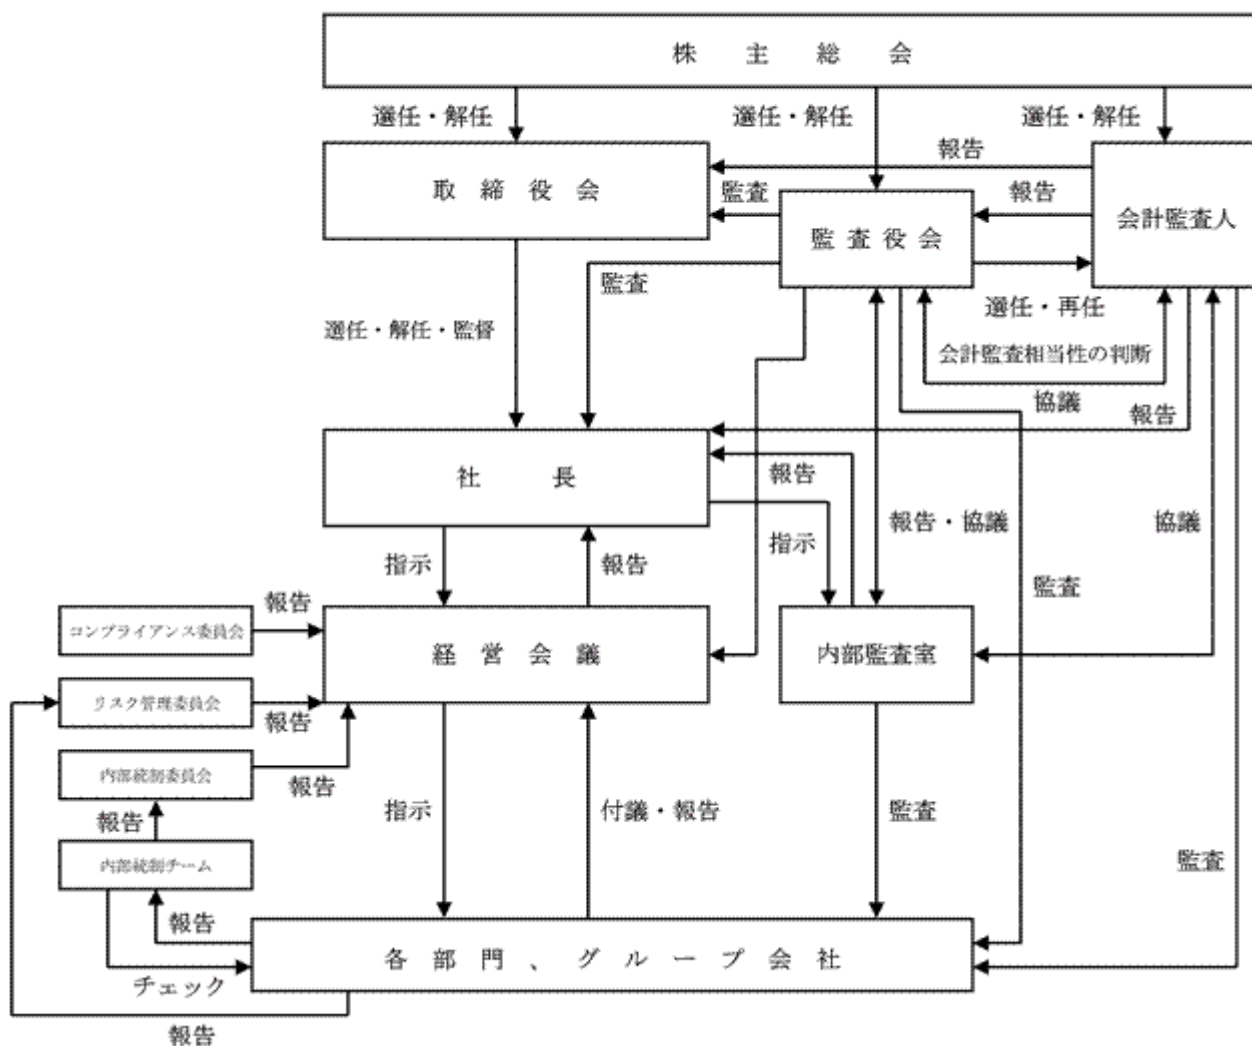 株主総会
選任・解任
選任・解任
選任・解任
報告
取締役会
監査
報告
会計監査人
監査役会
監査
選任・再任
選任・解任・監督
会計監査相当性の判断
協議
報告
社長
報告
指示
報告・協議
協議
指示
報告
監査
報告
コンプライアンス委員会
経営会議
内部監査室
リスク管理委員会
報告
内部統制委員会
報告
指示
付議・報告
監査
報告
内部統制チーム
監査
報告
各部門、グループ会社
チェック
報告